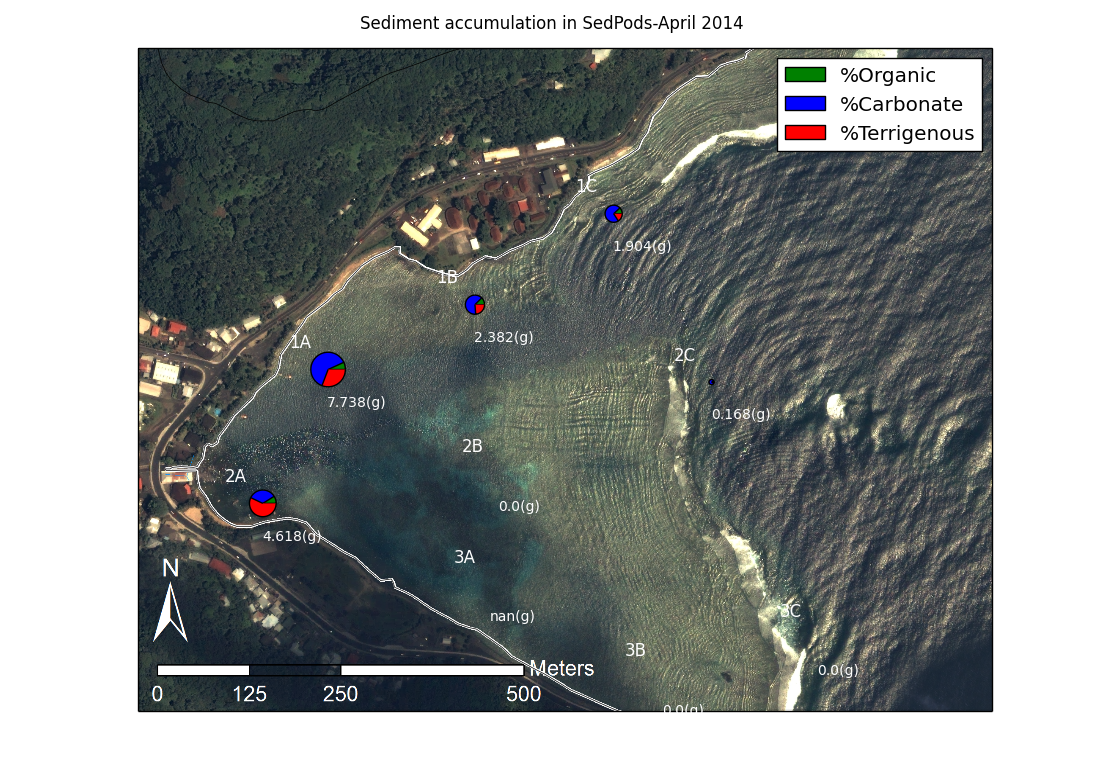 Sediment accumulation in SedPods-April 2014
%Organic
%Carbonate
%Terrigenous
1C
1.904(g)
1B
2.382(g)
1A
7.738(g)
2C
0.168(g)
2B
0.0(g)
2A
4.618(g)
3A
nan(g)
3C
0.0(g)
3B
0.0(g)
N
Meters
0 125 250 500